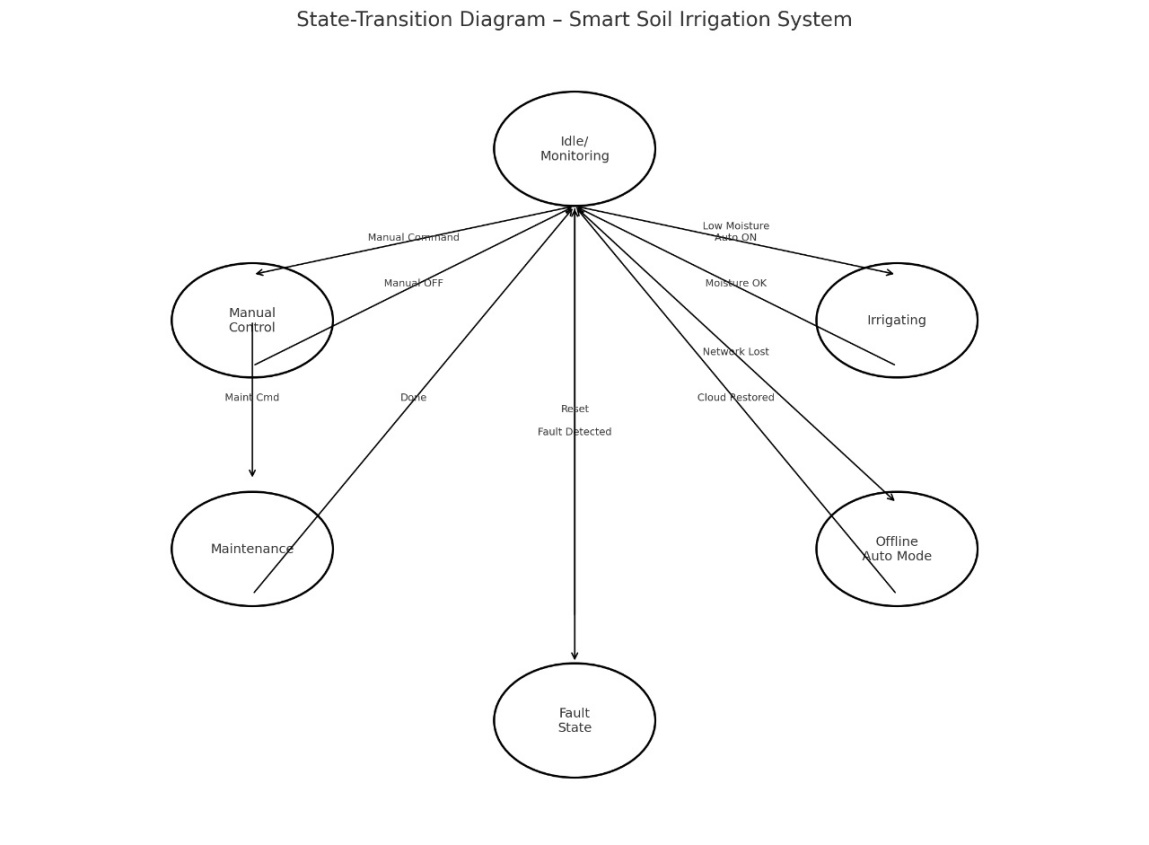 State-Transition Diagram – Smart Soil Irrigation System
Idle/
Monitoring
Low Moisture
Auto ON
Manual Command
Manual OFF
Moisture OK
Manual
Control
Irrigating
Network Lost
Maint Cmd
Done
Cloud Restored
Reset
Fault Detected
Maintenance
Offline
Auto Mode
Fault
State